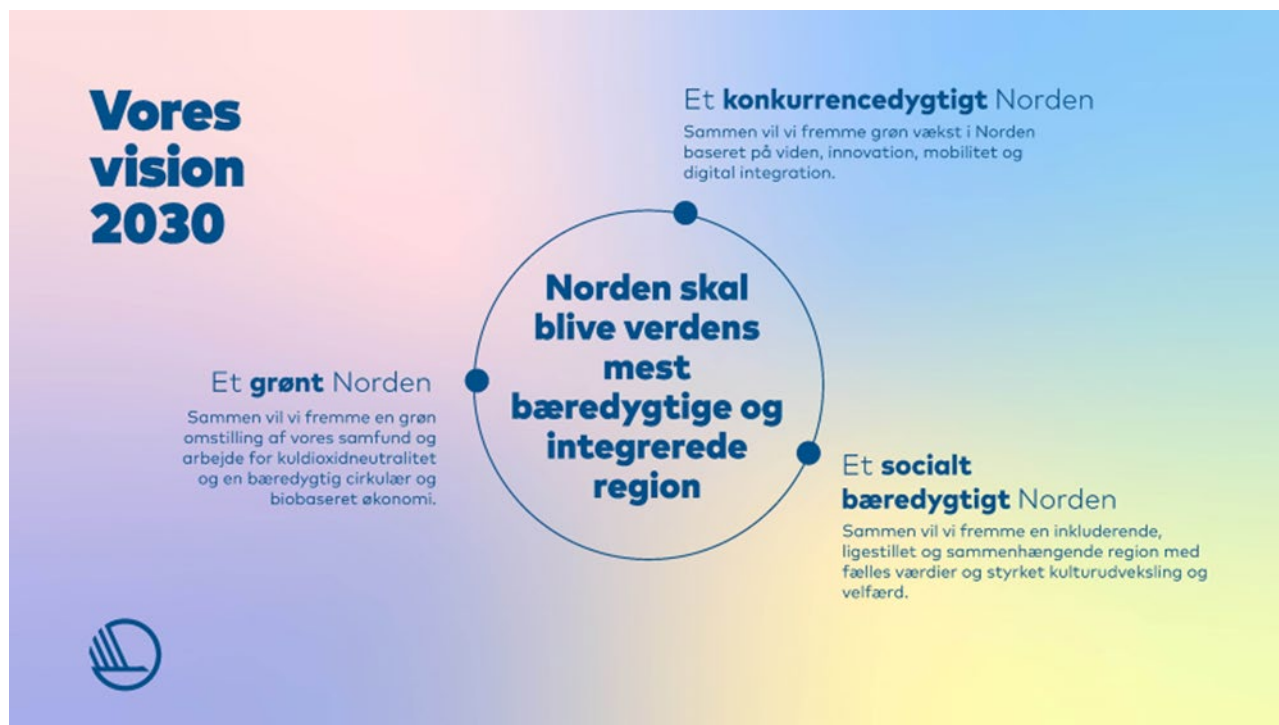 Vores
vision
2030
Et konkurrencedygtigt Norden
Sammen vil vi fremme grøn vækst i Norden
baseret på viden, innovation, mobilitet og
digital integration.
Norden skal
blive verdens
mest
bæredygtige og
integrerede
region
Et grønt Norden
Sammen vil vi fremme en grøn
omstilling af vores samfund og
arbejde for kuldioxidneutralitet
og en bæredygtig cirkulær og
biobaseret økonomi.
Et socialt
bæredygtigt Norden
Sammen vil vi fremme en inkluderende,
ligestillet og sammenhængende region med
fælles værdier og styrket kulturudveksling og
velfærd.